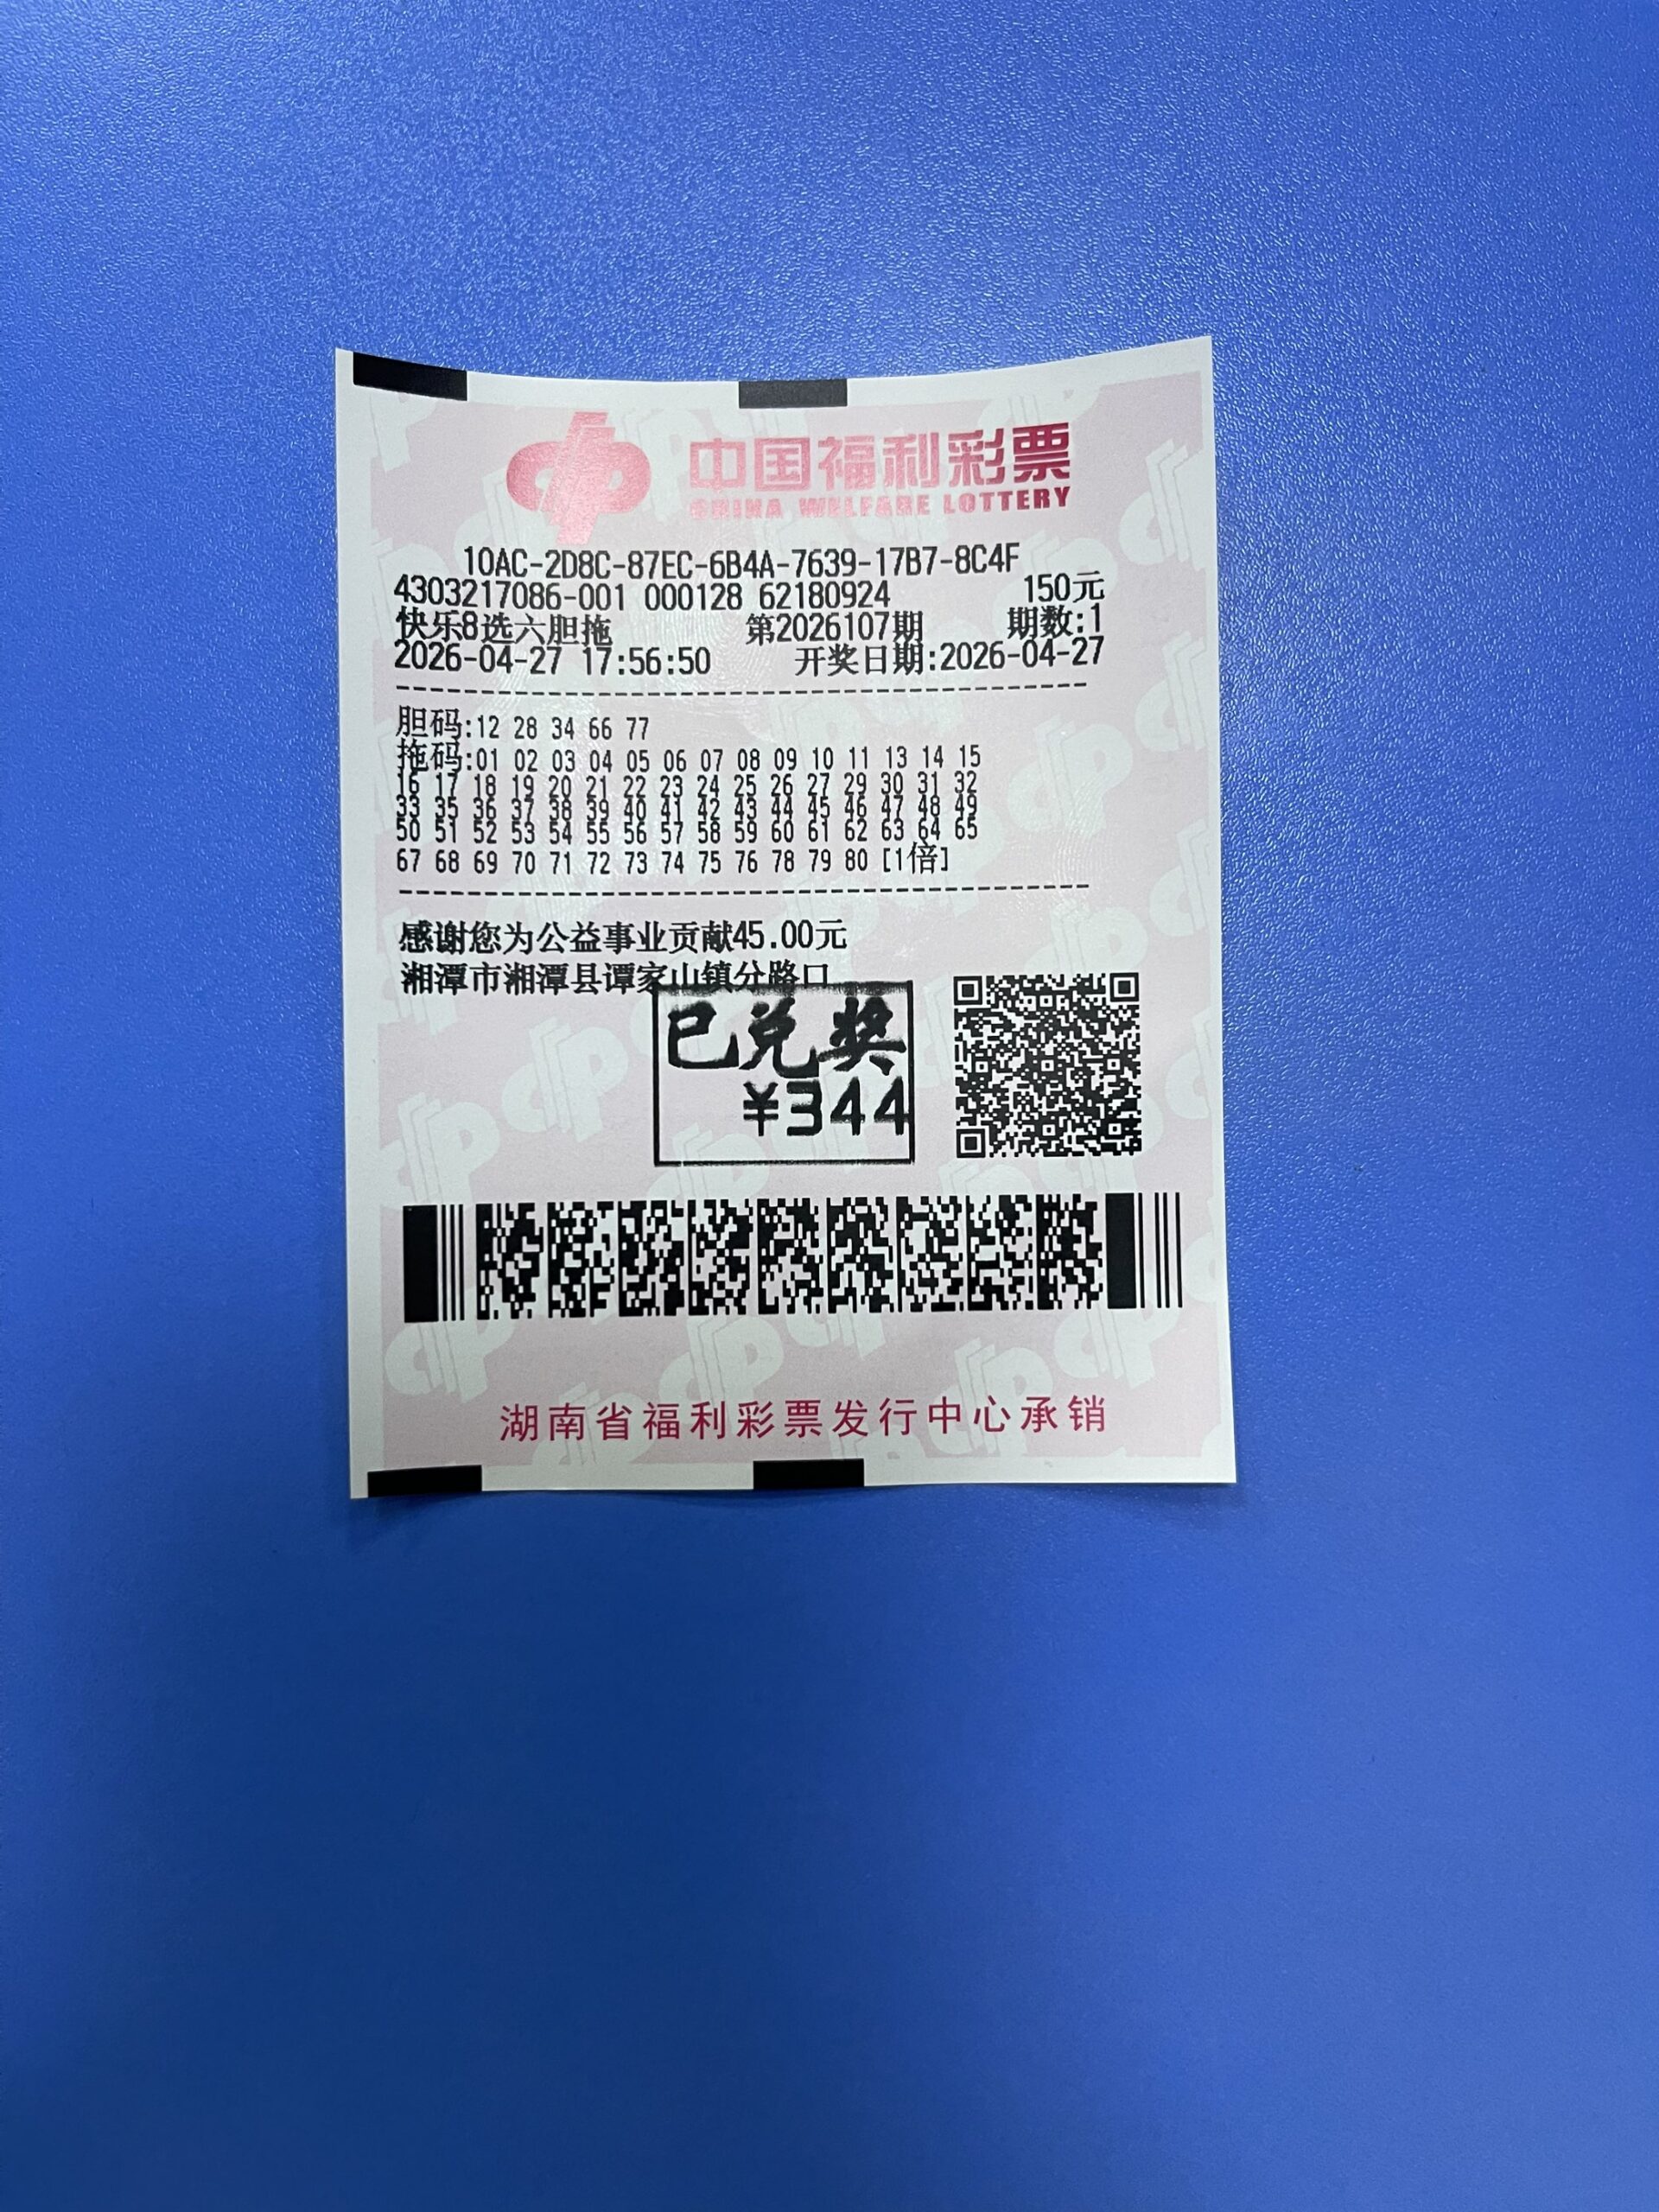 中国福利彩票
CHINA WELFARE LOTTERY
10AC-2D8C-87EC-6B4A-7639-17B7-8C4F
4303217086-001 000128 62180924 150元
快乐8选六胆拖 第2026107期 期数:1
2026-04-27 17:56:50 开奖日期:2026-04-27
胆码:12 28 34 66 77
拖码:01 02 03 04 05 06 07 08 09 10 11 13 14 15
16 17 18 19 20 21 22 23 24 25 26 27 29 30 31 32
33 35 36 37 38 39 40 41 42 43 44 45 46 47 48 49
50 51 52 53 54 55 56 57 58 59 60 61 62 63 64 65
67 68 69 70 71 72 73 74 75 76 78 79 80 [1倍]
感谢您为公益事业贡献45.00元
湘潭市湘潭县谭家山镇分路口
已兑奖
¥344
湖南省福利彩票发行中心承销